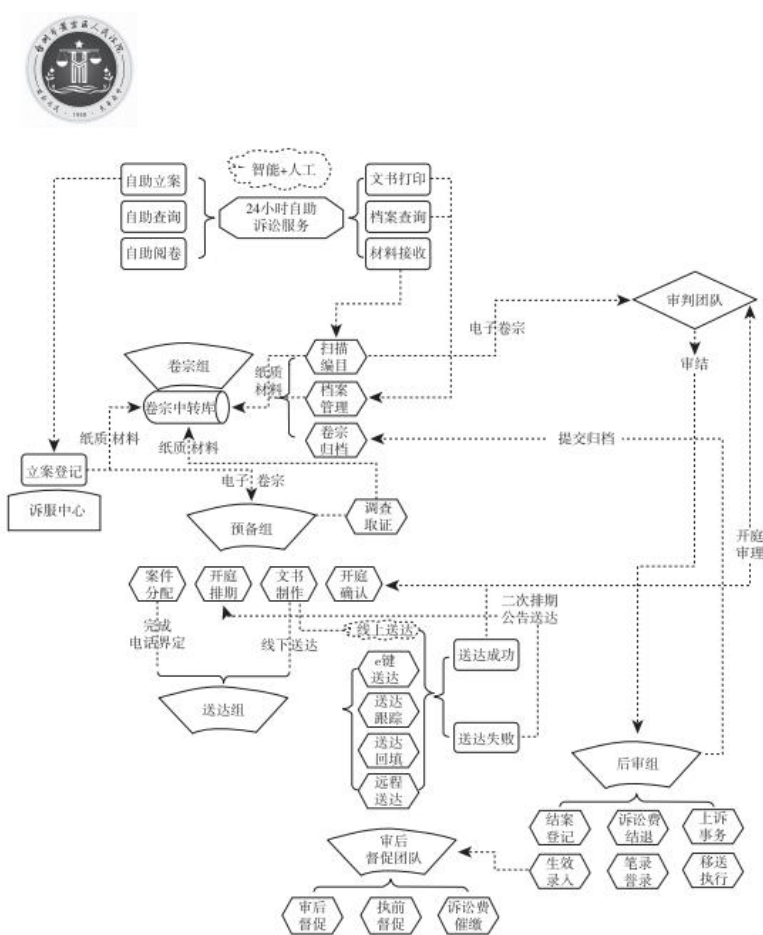 台州市黄岩区人民法院
·1950·
智能+人工
自助立案
文书打印
24小时自助
诉讼服务
自助查询
档案查询
自助阅卷
材料接收
审判团队
电子卷宗
扫描
编目
审结
卷宗组
纸质
材料
档案
管理
卷宗中转库
纸质材料
纸质材料
卷宗
归档
提交归档
立案登记
电子卷宗
诉服中心
预备组
调查
取证
开庭
审理
案件
分配
开庭
排期
文书
制作
开庭
确认
二次排期
公告送达
完成
电话界定
线下送达
线上送达
送达成功
e键
送达
送达
跟踪
送达组
送达失败
送达
回填
后审组
远程
送达
结案
登记
诉讼费
结退
上诉
事务
审后
督促团队
生效
录入
笔录
誊录
移送
执行
审后
督促
执前
督促
诉讼费
催缴